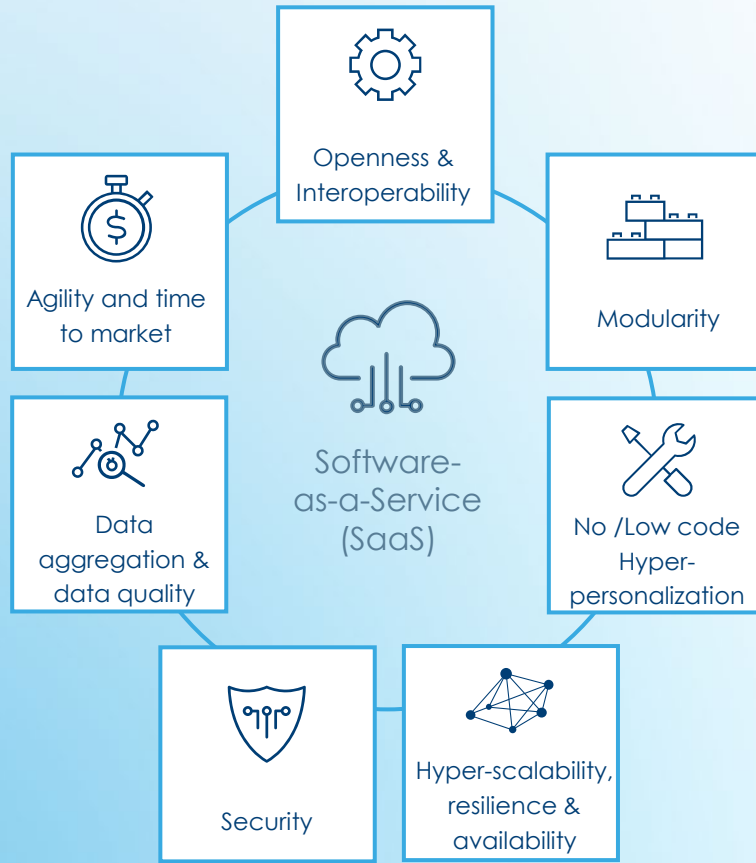 Openness &
Interoperability
Agility and time
to market
$
Modularity
Software-
as-a-Service
(SaaS)
Data
aggregation &
data quality
No /Low code
Hyper-
personalization
Security
Hyper-scalability,
resilience &
availability